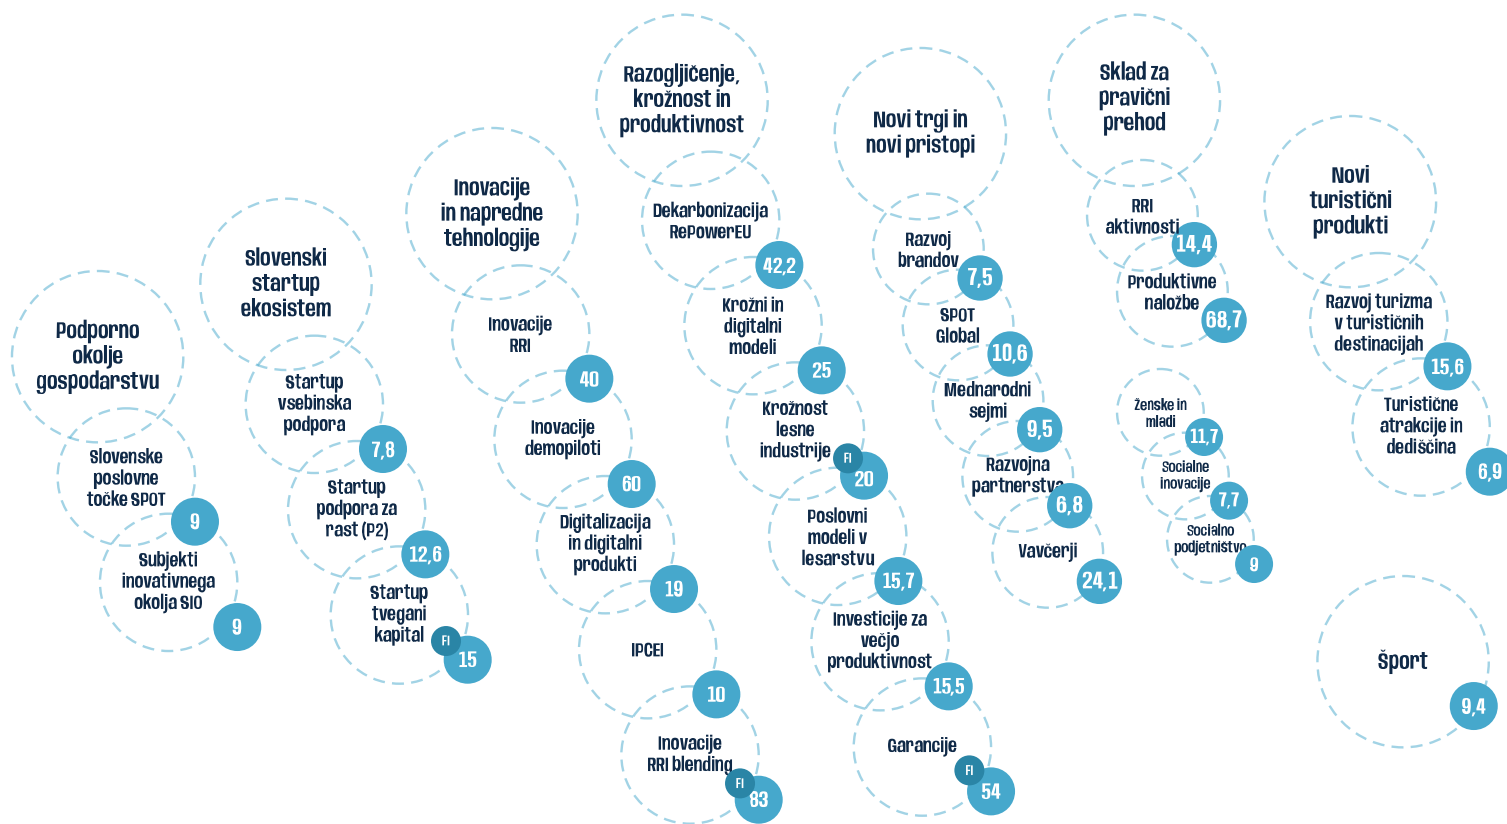 Podporno
okolje
gospodarstvu
Slovenske
poslovne
točke SPOT
9
Subjekti
inovativnega
okolja SIO
9
Slovenski
startup
ekosistem
Startup
vsebinska
podpora
7,8
Startup
podpora za
rast (P2)
12,6
Startup
tvegani
kapital
FI
15
Inovacije
in napredne
tehnologije
Inovacije
RRI
40
Inovacije
demopiloti
60
Digitalizacija
in digitalni
produkti
19
IPCEI
10
Inovacije
RRI blending
FI
83
Razogljičenje,
krožnost in
produktivnost
Dekarbonizacija
RePowerEU
42,2
Krožni in
digitalni
modeli
25
Krožnost
lesne
industrije
FI
20
Poslovni
modeli v
lesarstvu
15,7
Investicije za
večjo
produktivnost
15,5
Garancije
FI
54
Novi trgi in
novi pristopi
Razvoj
brandov
7,5
SPOT
Global
10,6
Mednarodni
sejmi
9,5
Razvojna
partnerstva
6,8
Vavčerji
24,1
Sklad za
pravični
prehod
RRI
aktivnosti
14,4
Produktivne
naložbe
68,7
Ženske in
mladi
11,7
Socialne
inovacije
7,7
Socialno
podjetništvo
9
Novi
turistični
produkti
Razvoj turizma
v turističnih
destinacijah
15,6
Turistične
atrakcije in
dediščina
6,9
Šport
9,4